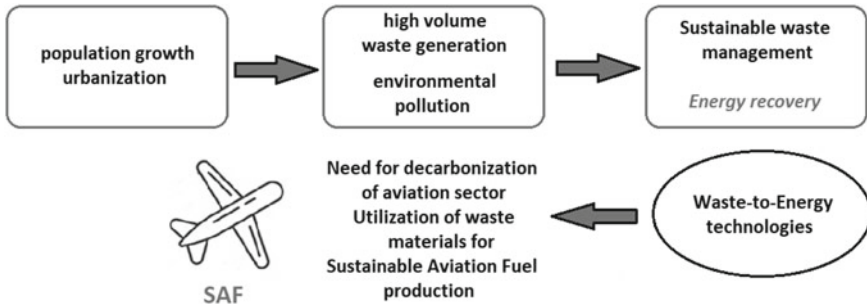 population growth
urbanization
high volume
waste generation
environmental
pollution
Sustainable waste
management
Energy recovery
Waste-to-Energy
technologies
Need for decarbonization
of aviation sector
Utilization of waste
materials for
Sustainable Aviation Fuel
production
SAF